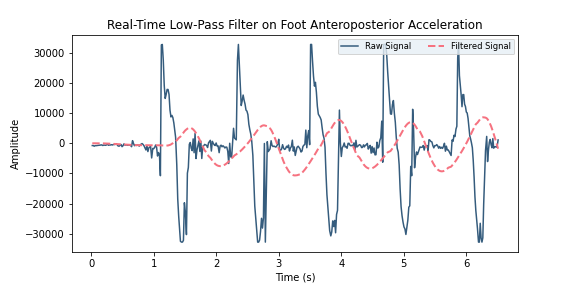 Real-Time Low-Pass Filter on Foot Anteroposterior Acceleration
Raw Signal Filtered Signal
Amplitude
30000
20000
10000
0
−10000
−20000
−30000
0 1 2 3 4 5 6
Time (s)